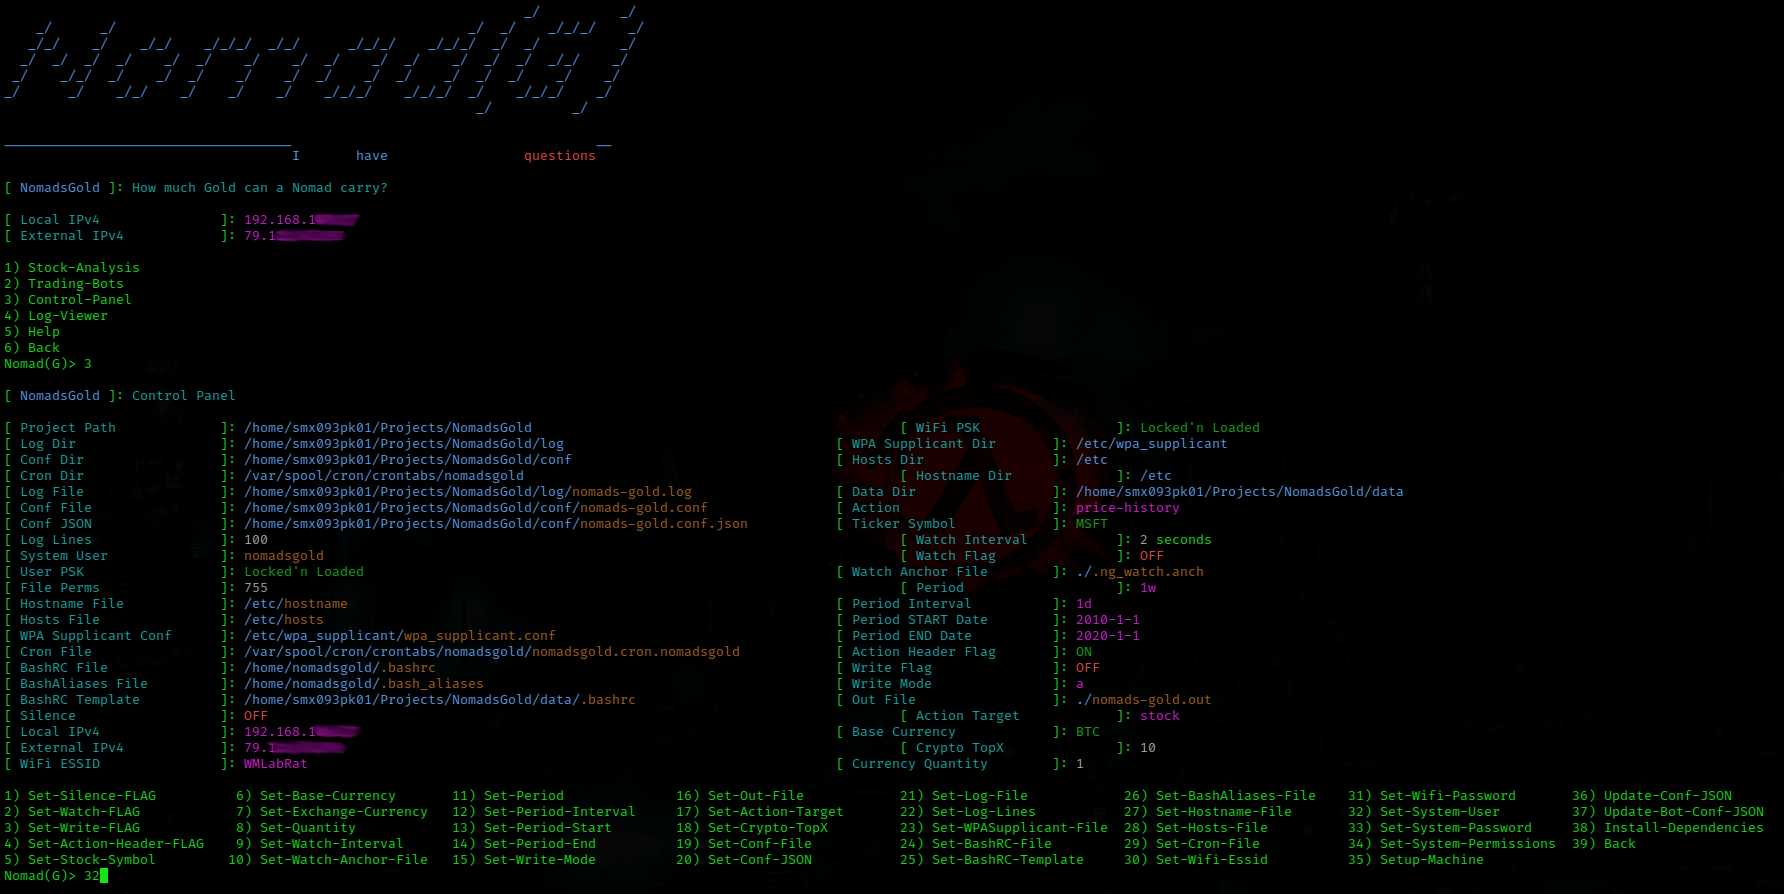 I have questions
[ NomadsGold ]: How much Gold can a Nomad carry?
[ Local IPv4 ]: 192.168.1
[ External IPv4 ]: 79.1
1) Stock-Analysis
2) Trading-Bots
3) Control-Panel
4) Log-Viewer
5) Help
6) Back
Nomad(G)> 3
[ NomadsGold ]: Control Panel
[ Project Path ]: /home/smx093pk01/Projects/NomadsGold [ WiFi PSK ]: Locked'n Loaded
[ Log Dir ]: /home/smx093pk01/Projects/NomadsGold/log [ WPA Supplicant Dir ]: /etc/wpa_supplicant
[ Conf Dir ]: /home/smx093pk01/Projects/NomadsGold/conf [ Hosts Dir ]: /etc
[ Cron Dir ]: /var/spool/cron/crontabs/nomadsgold [ Hostname Dir ]: /etc
[ Log File ]: /home/smx093pk01/Projects/NomadsGold/log/nomads-gold.log [ Data Dir ]: /home/smx093pk01/Projects/NomadsGold/data
[ Conf File ]: /home/smx093pk01/Projects/NomadsGold/conf/nomads-gold.conf [ Action ]: price-history
[ Conf JSON ]: /home/smx093pk01/Projects/NomadsGold/conf/nomads-gold.conf.json [ Ticker Symbol ]: MSFT
[ Log Lines ]: 100 [ Watch Interval ]: 2 seconds
[ System User ]: nomadsgold [ Watch Flag ]: OFF
[ User PSK ]: Locked'n Loaded [ Watch Anchor File ]: ./.ng_watch.anch
[ File Perms ]: 755 [ Period ]: 1w
[ Hostname File ]: /etc/hostname [ Period Interval ]: 1d
[ Hosts File ]: /etc/hosts [ Period START Date ]: 2010-1-1
[ WPA Supplicant Conf ]: /etc/wpa_supplicant/wpa_supplicant.conf [ Period END Date ]: 2020-1-1
[ Cron File ]: /var/spool/cron/crontabs/nomadsgold/nomadsgold.cron.nomadsgold [ Action Header Flag ]: ON
[ BashRC File ]: /home/nomadsgold/.bashrc [ Write Flag ]: OFF
[ BashAliases File ]: /home/nomadsgold/.bash_aliases [ Write Mode ]: a
[ BashRC Template ]: /home/smx093pk01/Projects/NomadsGold/data/.bashrc [ Out File ]: ./nomads-gold.out
[ Silence ]: OFF [ Action Target ]: stock
[ Local IPv4 ]: 192.168.1 [ Base Currency ]: BTC
[ External IPv4 ]: 79.1 [ Crypto TopX ]: 10
[ WiFi ESSID ]: WMLabRat [ Currency Quantity ]: 1
1) Set-Silence-FLAG 6) Set-Base-Currency 11) Set-Period 16) Set-Out-File 21) Set-Log-File 26) Set-BashAliases-File 31) Set-Wifi-Password 36) Update-Conf-JSON
2) Set-Watch-FLAG 7) Set-Exchange-Currency 12) Set-Period-Interval 17) Set-Action-Target 22) Set-Log-Lines 27) Set-Hostname-File 32) Set-System-User 37) Update-Bot-Conf-JSON
3) Set-Write-FLAG 8) Set-Quantity 13) Set-Period-Start 18) Set-Crypto-TopX 23) Set-WPASupplicant-File 28) Set-Hosts-File 33) Set-System-Password 38) Install-Dependencies
4) Set-Action-Header-FLAG 9) Set-Watch-Interval 14) Set-Period-End 19) Set-Conf-File 24) Set-BashRC-File 29) Set-Cron-File 34) Set-System-Permissions 39) Back
5) Set-Stock-Symbol 10) Set-Watch-Anchor-File 15) Set-Write-Mode 20) Set-Conf-JSON 25) Set-BashRC-Template 30) Set-Wifi-Essid 35) Setup-Machine
Nomad(G)> 32